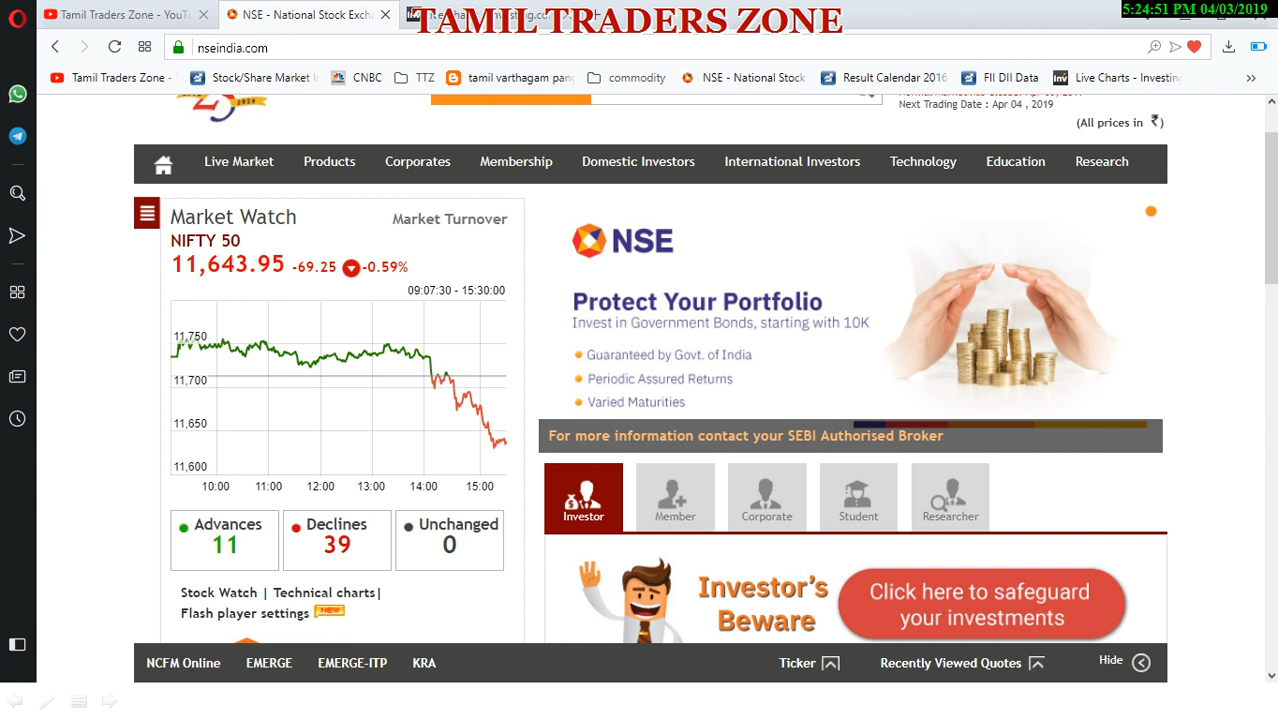 Tamil Traders Zone - YouT
NSE - National Stock Exch
TAMIL TRADERS ZONE
5:24:51 PM 04/03/2019
nseindia.com
Tamil Traders Zone -
Stock/Share Market I
CNBC
TTZ
tamil varthagam pang
commodity
NSE - National Stock
Result Calendar 2016
FII DII Data
Live Charts - Investing
Next Trading Date : Apr 04 , 2019
(All prices in ₹)
Live Market
Products
Corporates
Membership
Domestic Investors
International Investors
Technology
Education
Research
Market Watch
Market Turnover
NIFTY 50
11,643.95 -69.25 -0.59%
09:07:30 - 15:30:00
11,750
11,700
11,650
11,600
10:00 11:00 12:00 13:00 14:00 15:00
Advances
11
Declines
39
Unchanged
0
Stock Watch | Technical charts|
Flash player settings NEW
NSE
Protect Your Portfolio
Invest in Government Bonds, starting with 10K
Guaranteed by Govt. of India
Periodic Assured Returns
Varied Maturities
For more information contact your SEBI Authorised Broker
Investor
Member
Corporate
Student
Researcher
Investor's
Beware
Click here to safeguard
your investments
NCFM Online
EMERGE
EMERGE-ITP
KRA
Ticker
Recently Viewed Quotes
Hide